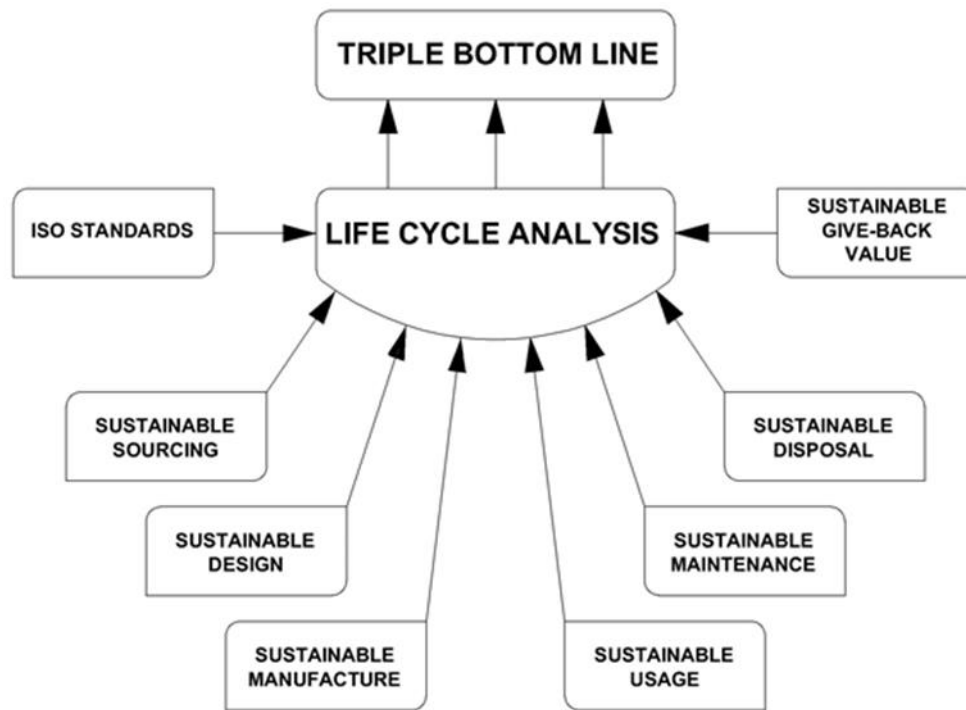 TRIPLE BOTTOM LINE
ISO STANDARDS
LIFE CYCLE ANALYSIS
SUSTAINABLE
GIVE-BACK
VALUE
SUSTAINABLE
SOURCING
SUSTAINABLE
DISPOSAL
SUSTAINABLE
DESIGN
SUSTAINABLE
MAINTENANCE
SUSTAINABLE
MANUFACTURE
SUSTAINABLE
USAGE